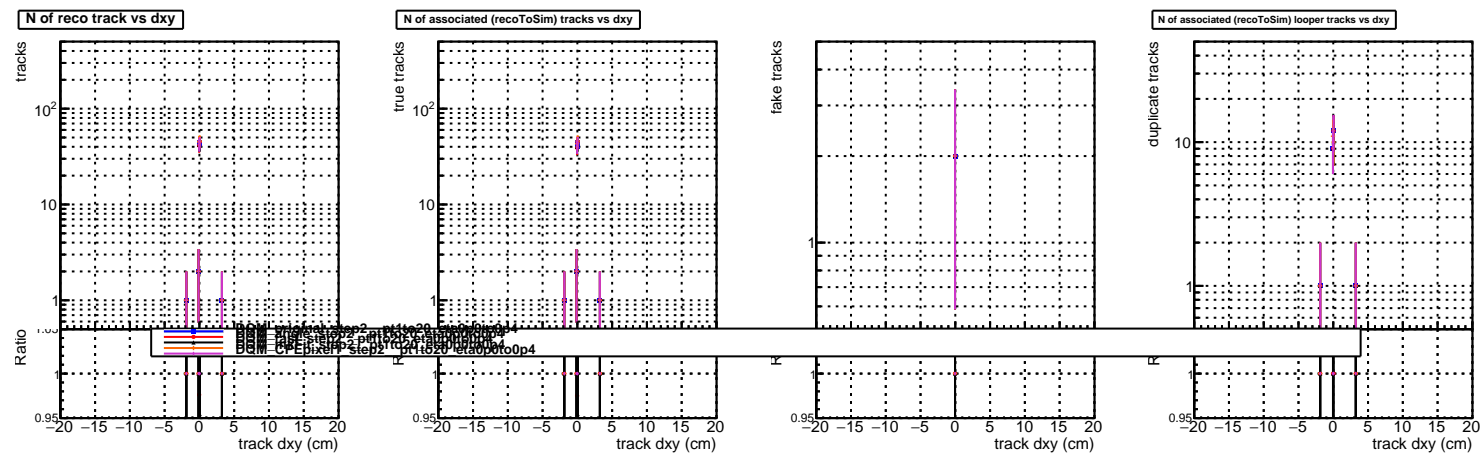 N of reco track vs dxy
N of associated (recoToSim) tracks vs dxy
N of associated (recoToSim) looper tracks vs dxy
tracks
10²
10
1
Ratio
1
0.95
−20 −15 −10 −5 0 5 10 15 20
track dxy (cm)
true tracks
10²
10
1
1
0.95
−20 −15 −10 −5 0 5 10 15 20
track dxy (cm)
fake tracks
1
1
0.95
−20 −15 −10 −5 0 5 10 15 20
track dxy (cm)
duplicate tracks
10
1
1
0.95
−20 −15 −10 −5 0 5 10 15 20
track dxy (cm)
pt1to20 eta0p0to0p4